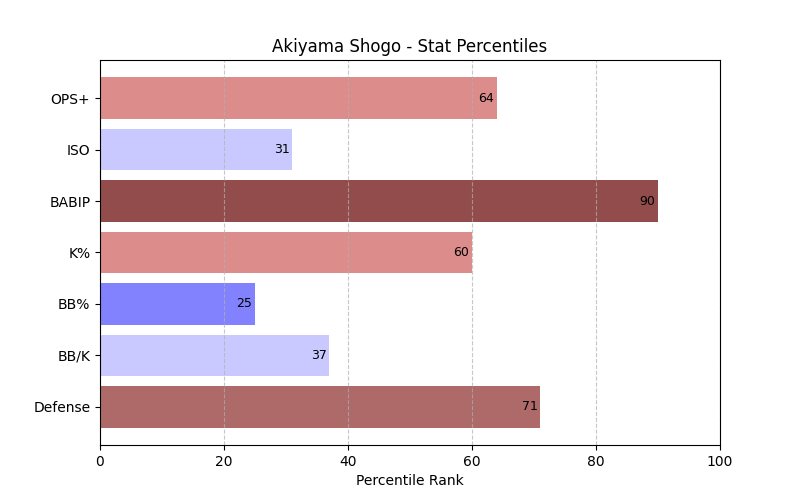 Akiyama Shogo - Stat Percentiles
OPS+ 64
ISO 31
BABIP 90
K% 60
BB% 25
BB/K 37
Defense 71
0 20 40 60 80 100
Percentile Rank